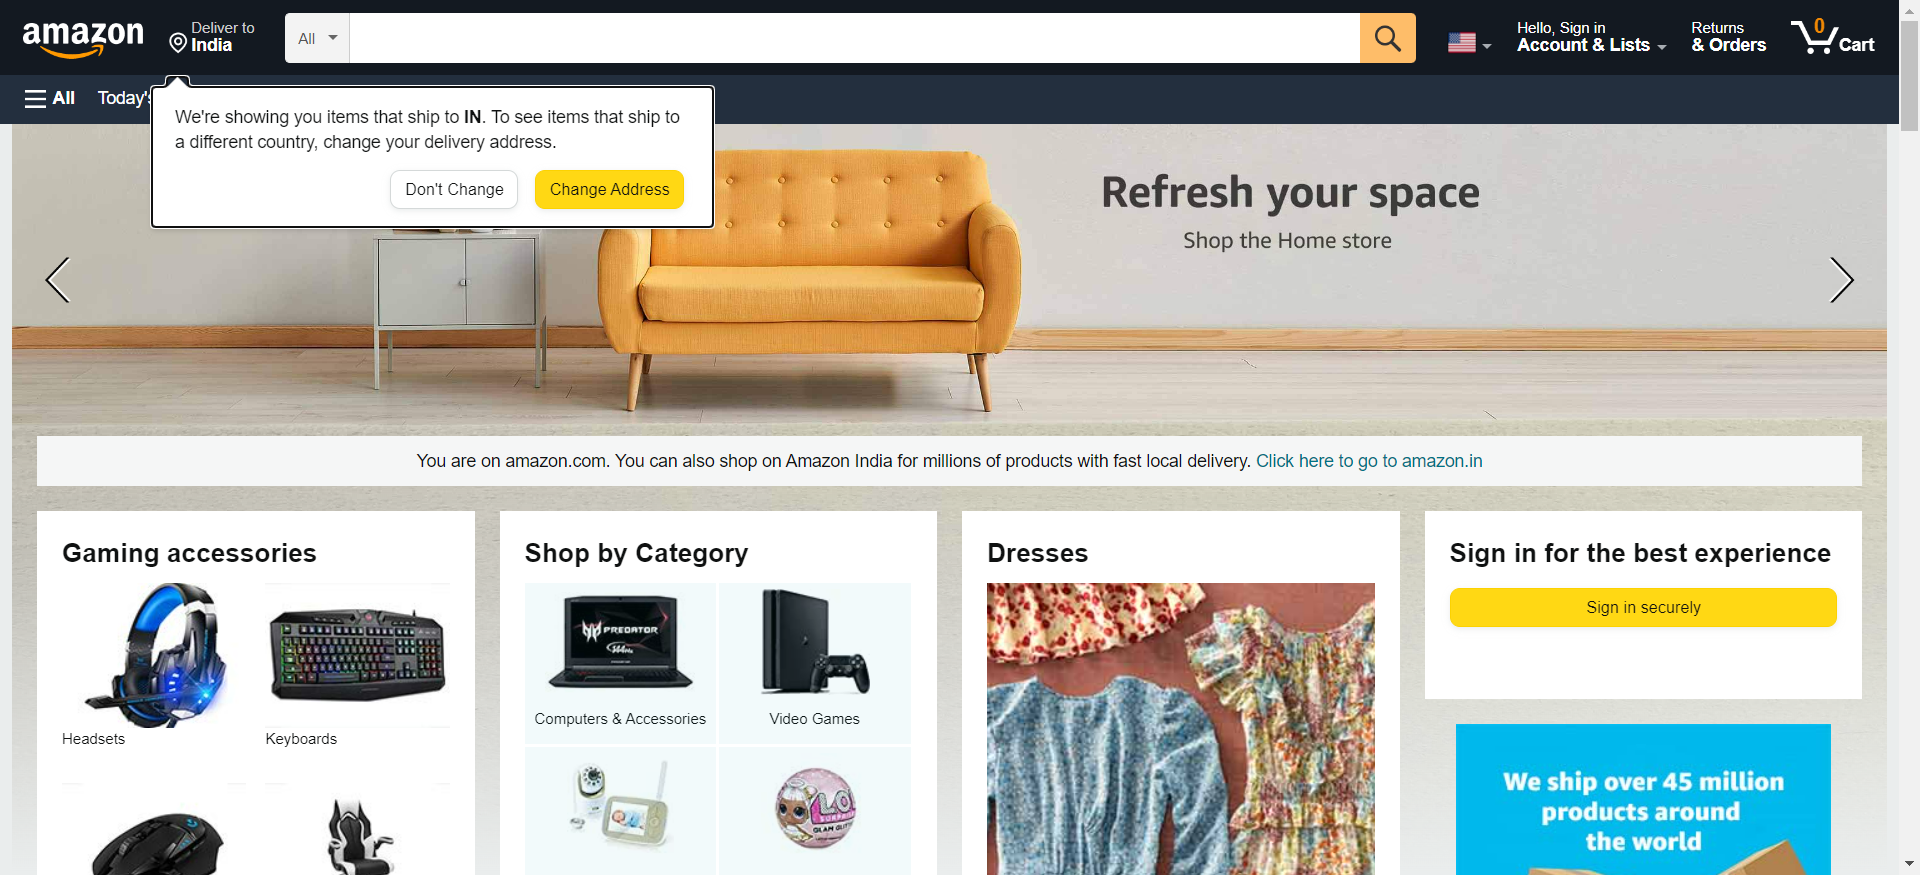 amazon
Deliver to
India
All
Hello, Sign in
Account & Lists
Returns
& Orders
0
Cart
All
Today's
We're showing you items that ship to IN. To see items that ship to
a different country, change your delivery address.
Don't Change
Change Address
Refresh your space
Shop the Home store
You are on amazon.com. You can also shop on Amazon India for millions of products with fast local delivery. Click here to go to amazon.in
Gaming accessories
Headsets
Keyboards
Shop by Category
PREDATOR
144Hz
Computers & Accessories
Video Games
L.O.L.
SURPRISE!
GLAM GLITTER
Dresses
Sign in for the best experience
Sign in securely
We ship over 45 million
products around
the world